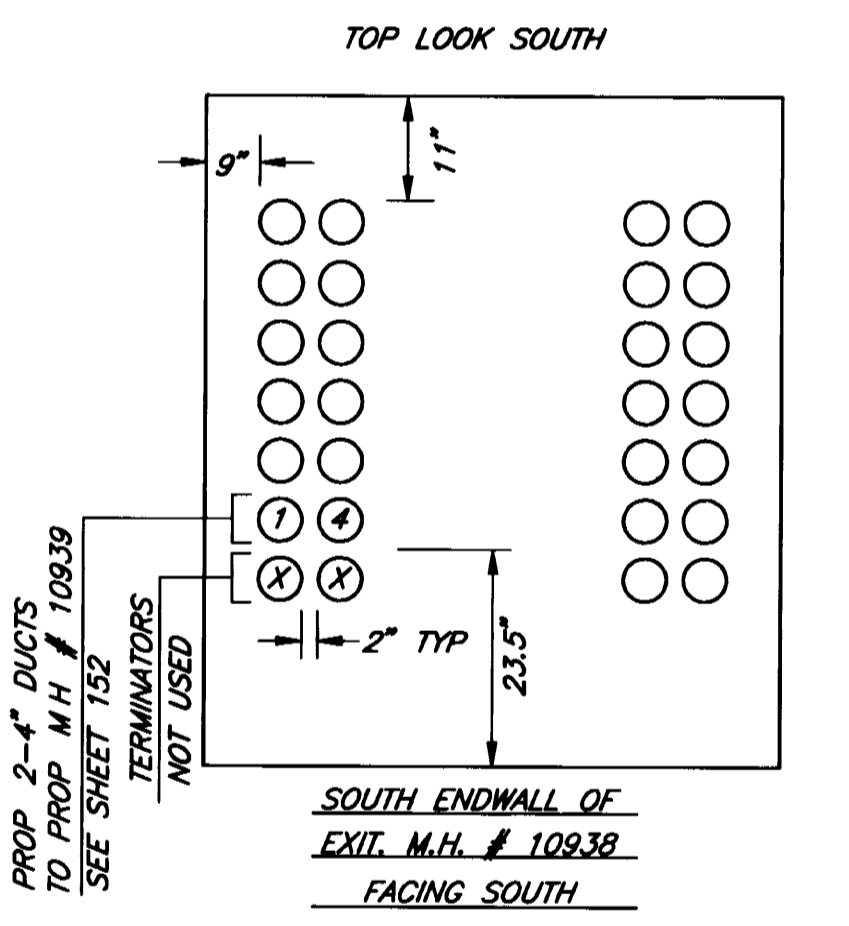 TOP LOOK SOUTH
9"
11"
1
4
X
X
2" TYP
23.5"
PROP 2-4" DUCTS
TO PROP MH # 10939
SEE SHEET 152
TERMINATORS
NOT USED
SOUTH ENDWALL OF
EXIT. M.H. # 10938
FACING SOUTH